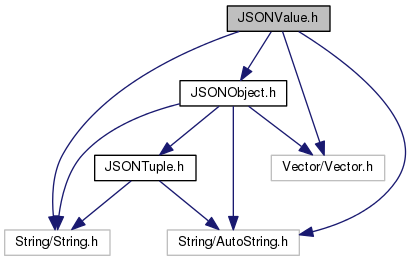 JSONValue.h
JSONObject.h
JSONTuple.h
Vector/Vector.h
String/String.h
String/AutoString.h